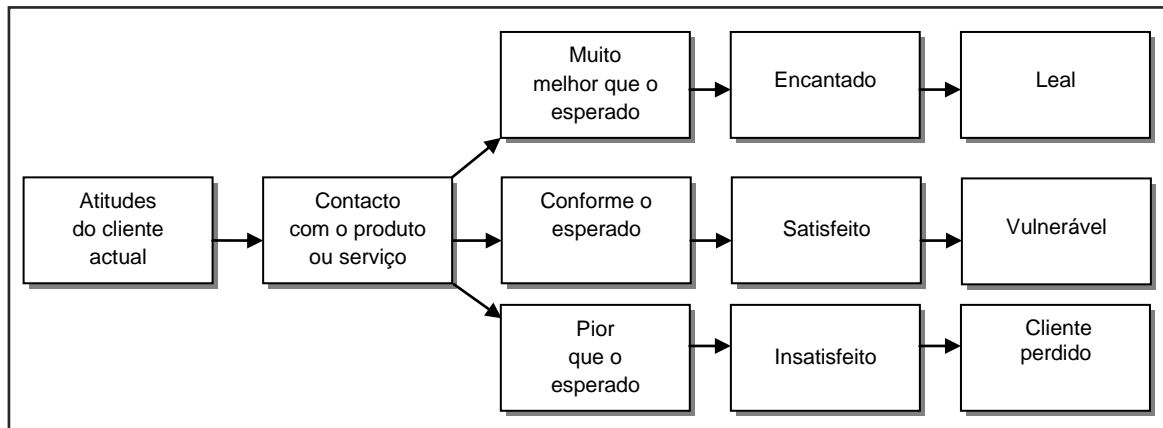 Muito
melhor que o
esperado
Encantado
Leal
Atitudes
do cliente
actual
Contacto
com o produto
ou serviço
Conforme o
esperado
Satisfeito
Vulnerável
Pior
que o
esperado
Insatisfeito
Cliente
perdido